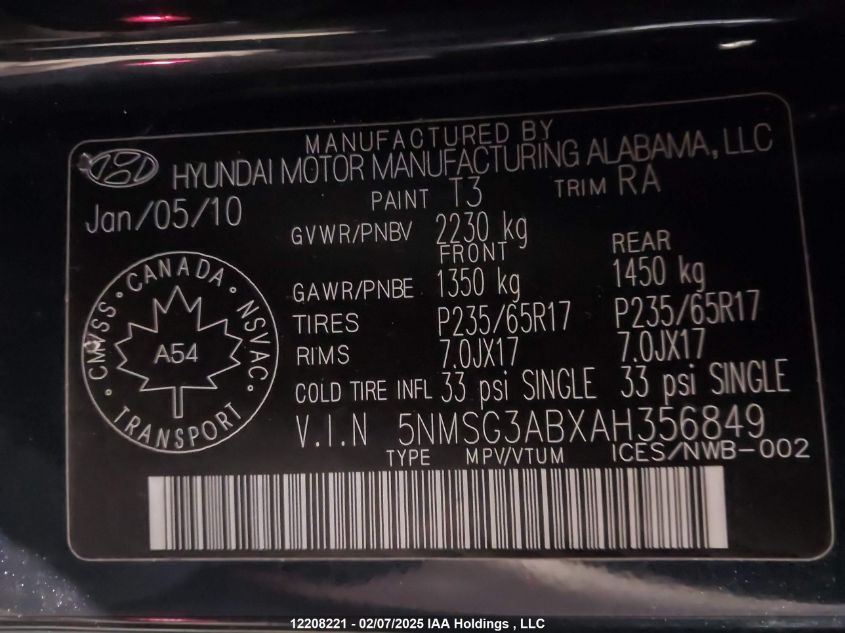 MANUFACTURED BY
HYUNDAI MOTOR MANUFACTURING ALABAMA, LLC
Jan/05/10 PAINT T3 TRIM RA
GVWR/PNBV 2230 kg
FRONT REAR
GAWR/PNBE 1350 kg 1450 kg
TIRES P235/65R17 P235/65R17
RIMS 7.0JX17 7.0JX17
COLD TIRE INFL 33 psi SINGLE 33 psi SINGLE
V.I.N 5NMSG3ABXAH356849
TYPE MPV/VTUM ICES/NWB-002
CMVSS · CANADA · NSVAC · TRANSPORT ·
A54
12208221 - 02/07/2025 IAA Holdings , LLC